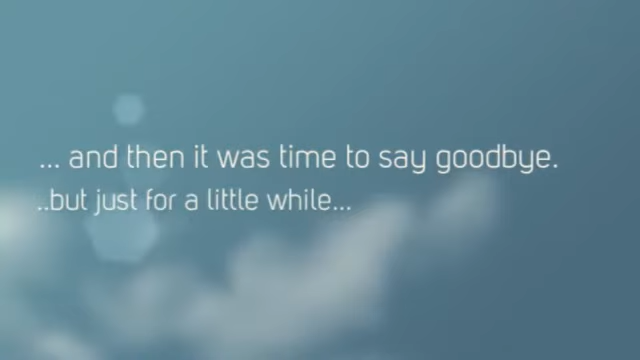 ... and then it was time to say goodbye.
..but just for a little while...